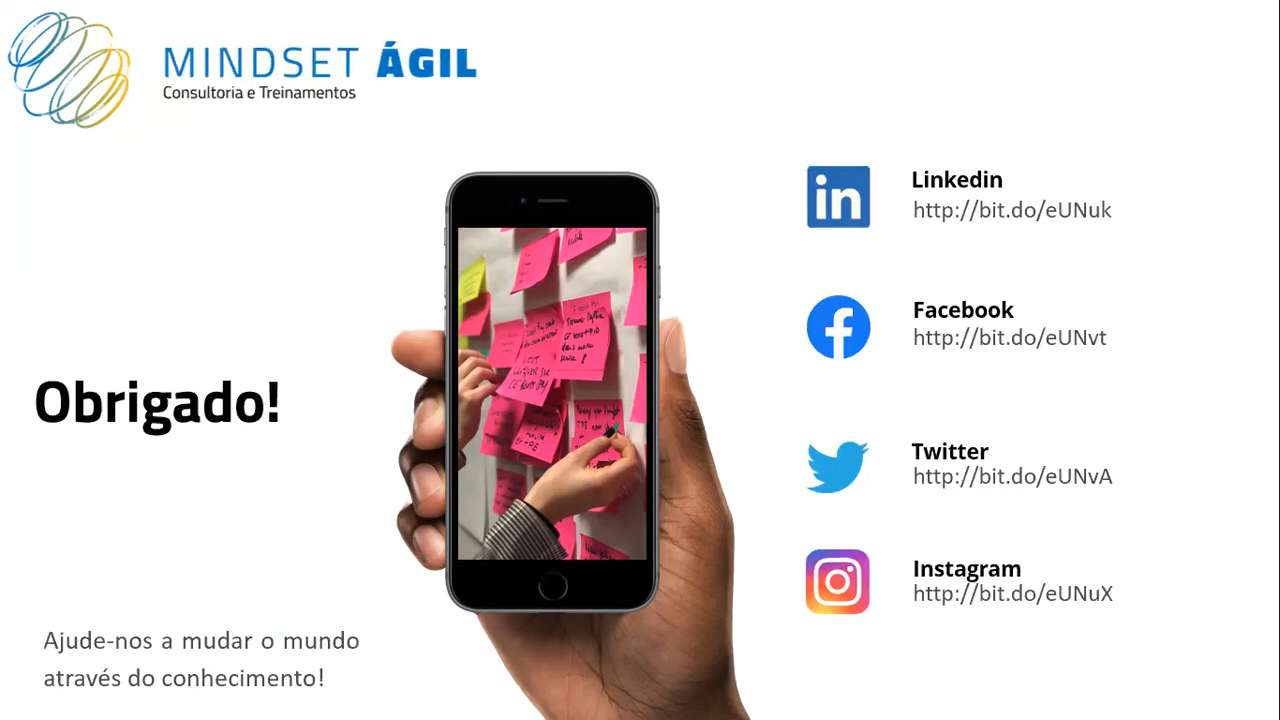 MINDSET ÁGIL
Consultoria e Treinamentos
Linkedin
http://bit.do/eUNuk
Facebook
http://bit.do/eUNvt
Obrigado!
Twitter
http://bit.do/eUNvA
Instagram
http://bit.do/eUNuX
Ajude-nos a mudar o mundo
através do conhecimento!